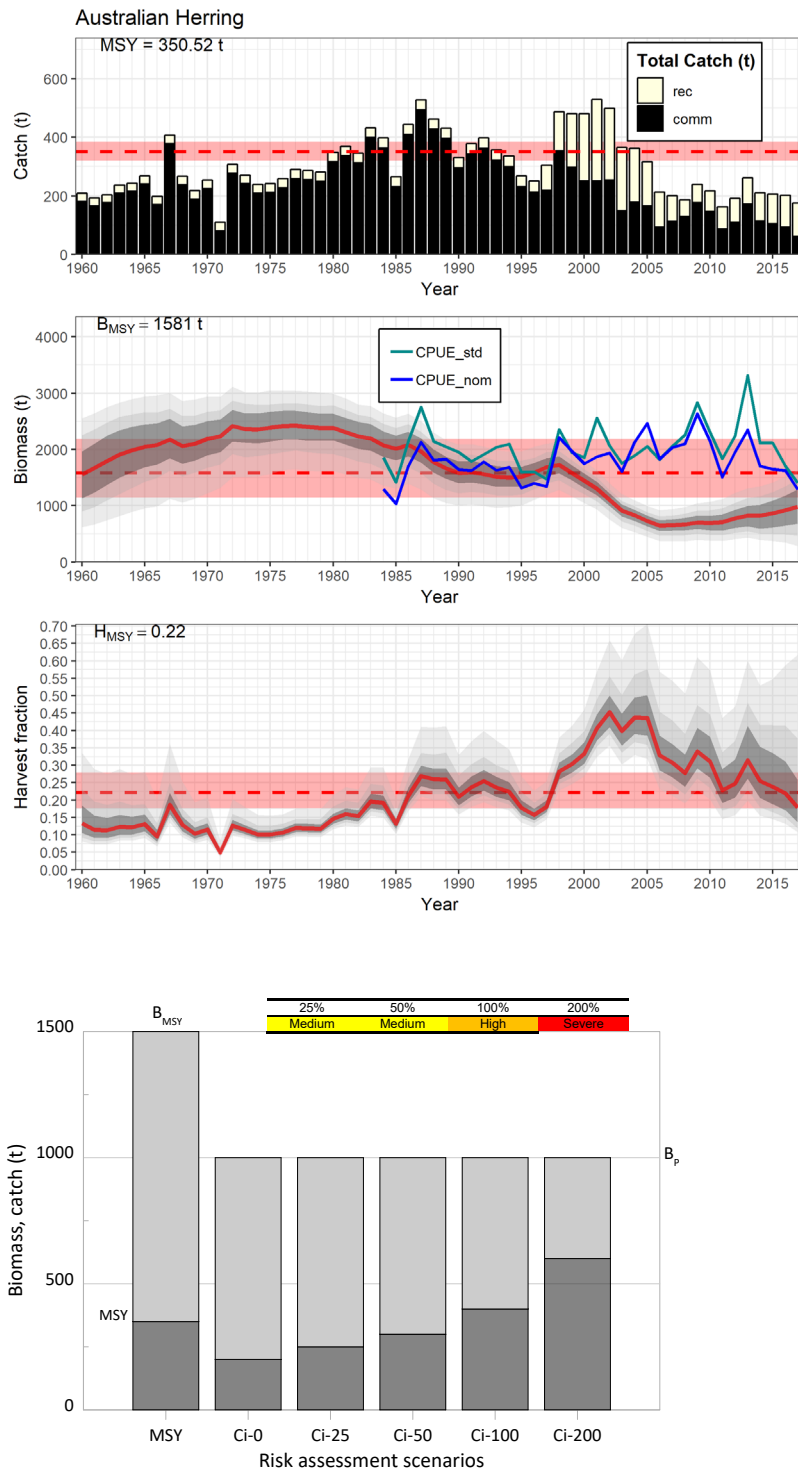 Australian Herring
MSY = 350.52 t
Total Catch (t)
rec
comm
Catch (t)
600
400
200
0
1960 1965 1970 1975 1980 1985 1990 1995 2000 2005 2010 2015
Year
BMSY = 1581 t
CPUE_std
CPUE_nom
Biomass (t)
4000
3000
2000
1000
0
1960 1965 1970 1975 1980 1985 1990 1995 2000 2005 2010 2015
Year
HMSY = 0.22
Harvest fraction
0.70
0.65
0.60
0.55
0.50
0.45
0.40
0.35
0.30
0.25
0.20
0.15
0.10
0.05
0.00
1960 1965 1970 1975 1980 1985 1990 1995 2000 2005 2010 2015
Year
BMSY
25% 50% 100% 200%
Medium Medium High Severe
Biomass, catch (t)
1500
1000
500
0
BP
MSY
MSY Ci-0 Ci-25 Ci-50 Ci-100 Ci-200
Risk assessment scenarios